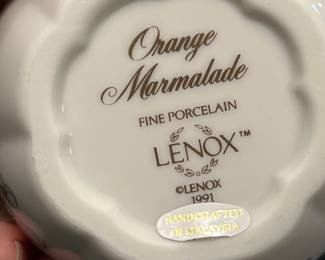 Orange
Marmalade
FINE PORCELAIN
LENOX™
©LENOX
1991
HANDCRAFTED
IN MALAYSIA